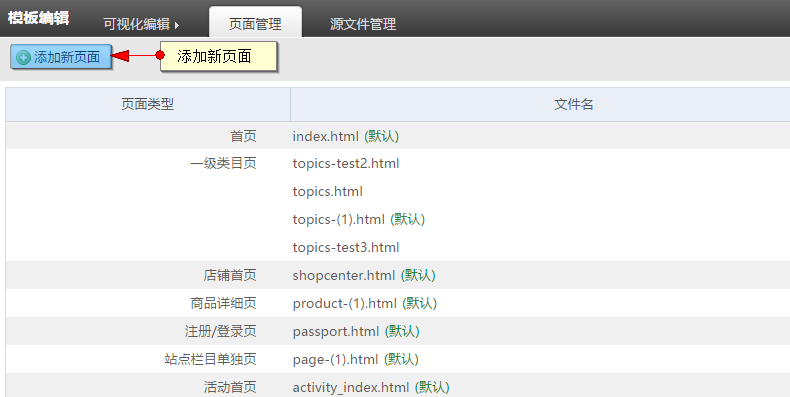 模板编辑 可视化编辑 页面管理 源文件管理
添加新页面 添加新页面
页面类型 文件名
首页 index.html (默认)
一级类目页 topics-test2.html
topics.html
topics-(1).html (默认)
topics-test3.html
店铺首页 shopcenter.html (默认)
商品详细页 product-(1).html (默认)
注册/登录页 passport.html (默认)
站点栏目单独页 page-(1).html (默认)
活动首页 activity_index.html (默认)